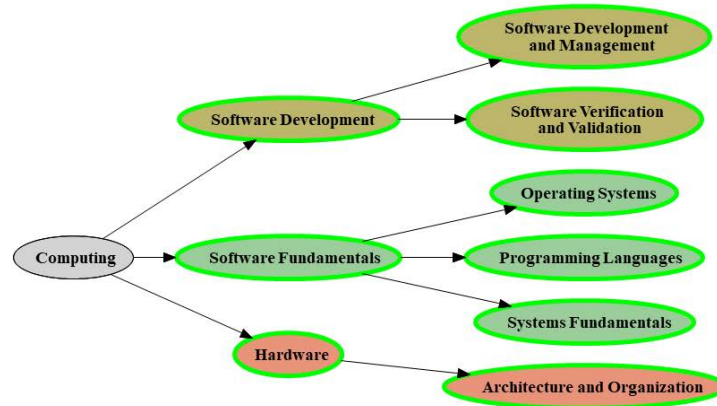 Software Development
and Management
Software Development
Software Verification
and Validation
Operating Systems
Computing
Software Fundamentals
Programming Languages
Systems Fundamentals
Hardware
Architecture and Organization